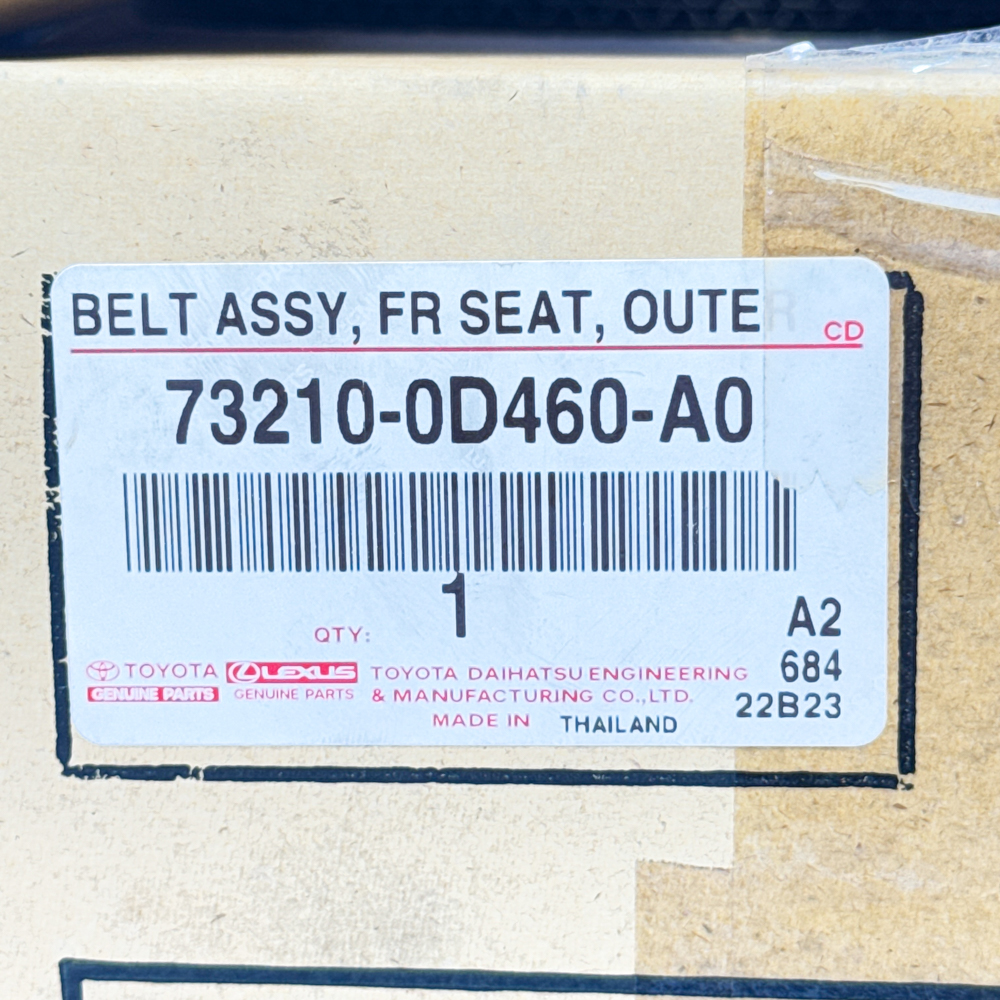 BELT ASSY, FR SEAT, OUTER
CD
73210-0D460-A0
QTY: 1
A2
684
22B23
TOYOTA
GENUINE PARTS
LEXUS
GENUINE PARTS
TOYOTA DAIHATSU ENGINEERING
& MANUFACTURING CO.,LTD.
MADE IN THAILAND